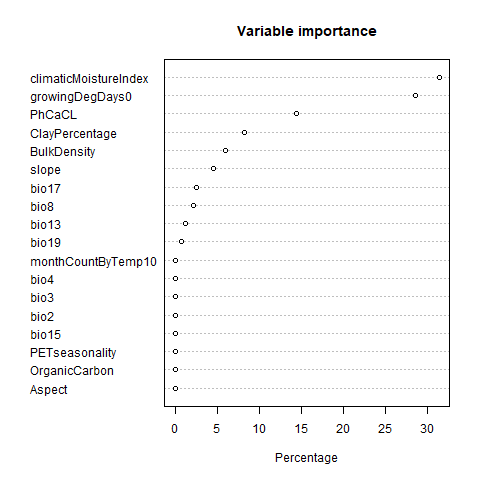 Variable importance
climaticMoistureIndex
growingDegDays0
PhCaCL
ClayPercentage
BulkDensity
slope
bio17
bio8
bio13
bio19
monthCountByTemp10
bio4
bio3
bio2
bio15
PETseasonality
OrganicCarbon
Aspect
0 5 10 15 20 25 30
Percentage